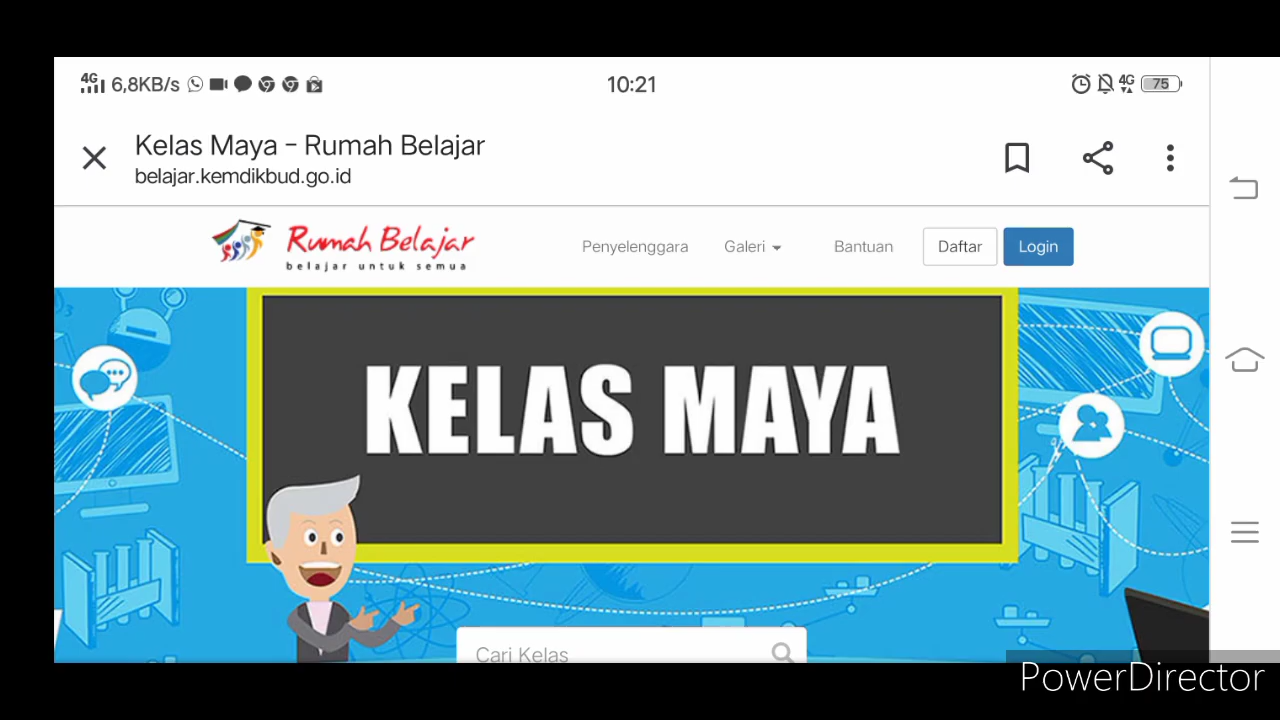 4G 6,8KB/s 10:21 4G 75
Kelas Maya – Rumah Belajar
belajar.kemdikbud.go.id
Rumah Belajar
belajar untuk semua
Penyelenggara Galeri Bantuan Daftar Login
KELAS MAYA
Cari Kelas
PowerDirector